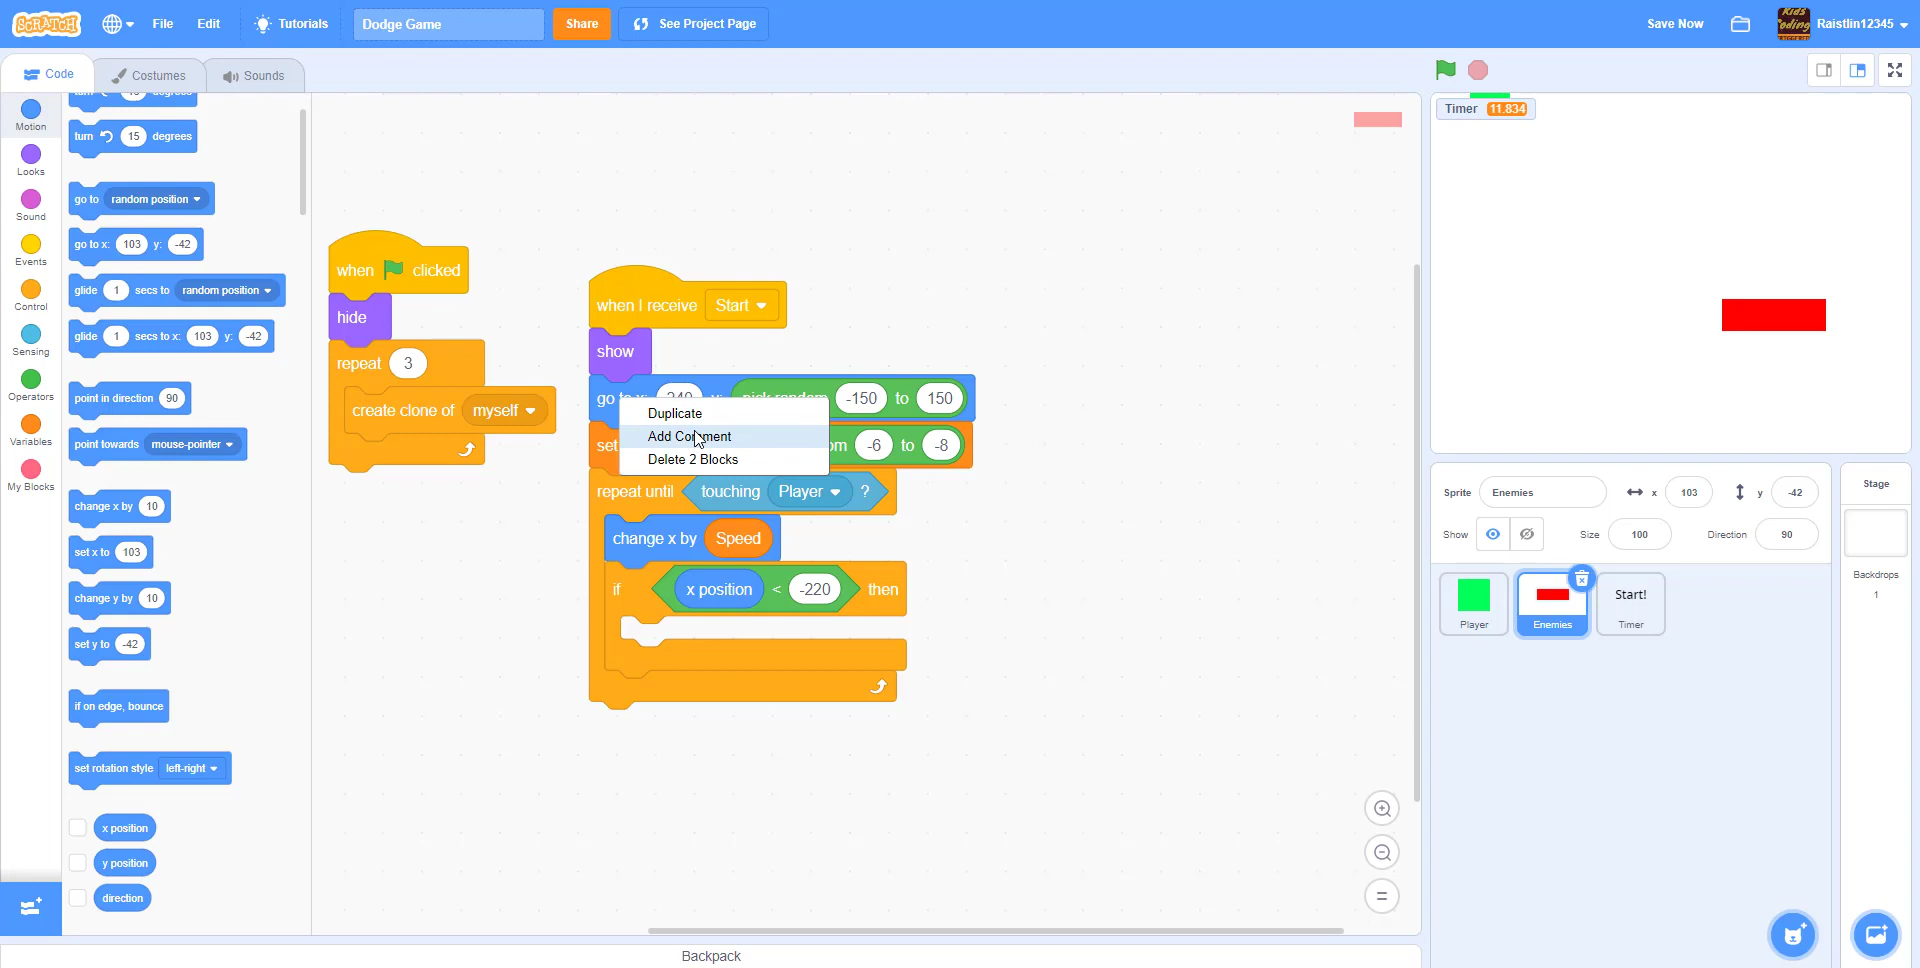 SCRATCH
File
Edit
Tutorials
Dodge Game
Share
See Project Page
Save Now
Raistlin12345
Code
Costumes
Sounds
Motion
Looks
Sound
Events
Control
Sensing
Operators
Variables
My Blocks
turn 15 degrees
turn 15 degrees
go to random position
go to x: 103 y: -42
glide 1 secs to random position
glide 1 secs to x: 103 y: -42
point in direction 90
point towards mouse-pointer
change x by 10
set x to 103
change y by 10
set y to -42
if on edge, bounce
set rotation style left-right
x position
y position
direction
when clicked
hide
repeat 3
create clone of myself
when I receive Start
show
go to x: 240 y: pick random -150 to 150
set
-6 to -8
Duplicate
Add Comment
Delete 2 Blocks
repeat until touching Player ?
change x by Speed
if x position < -220 then
Backpack
Timer 11.834
Sprite Enemies x 103 y -42
Show Size 100 Direction 90
Player
Enemies
Start!
Timer
Stage
Backdrops
1